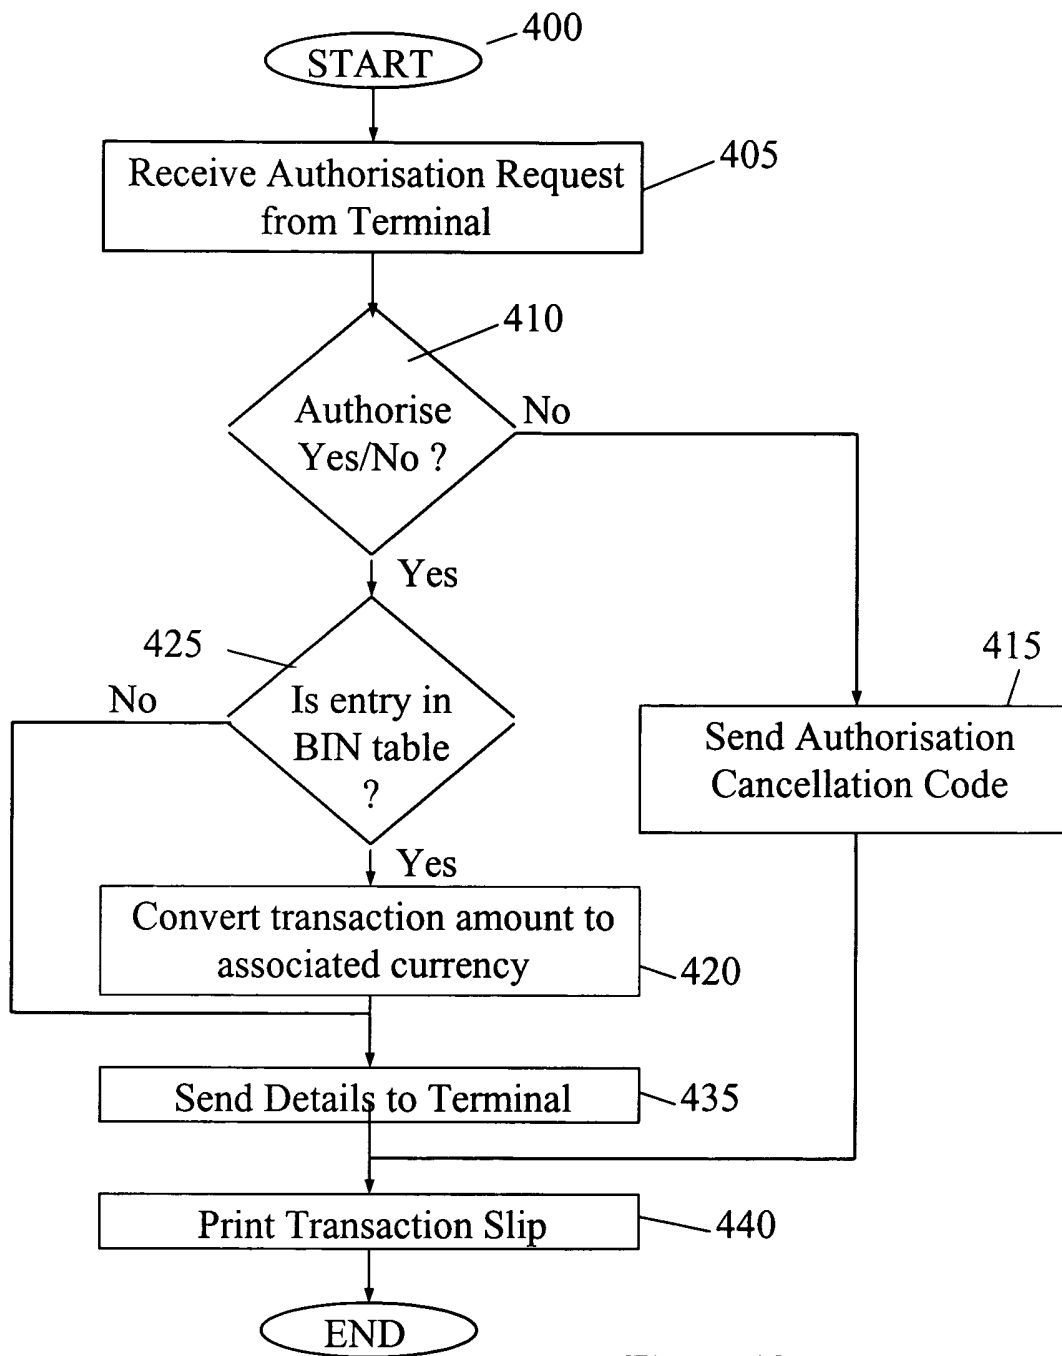 400
START
405
Receive Authorisation Request
from Terminal
410
Authorise
Yes/No ?
No
Yes
425
No
Is entry in
BIN table
?
415
Send Authorisation
Cancellation Code
Yes
Convert transaction amount to
associated currency
420
Send Details to Terminal
435
Print Transaction Slip
440
END